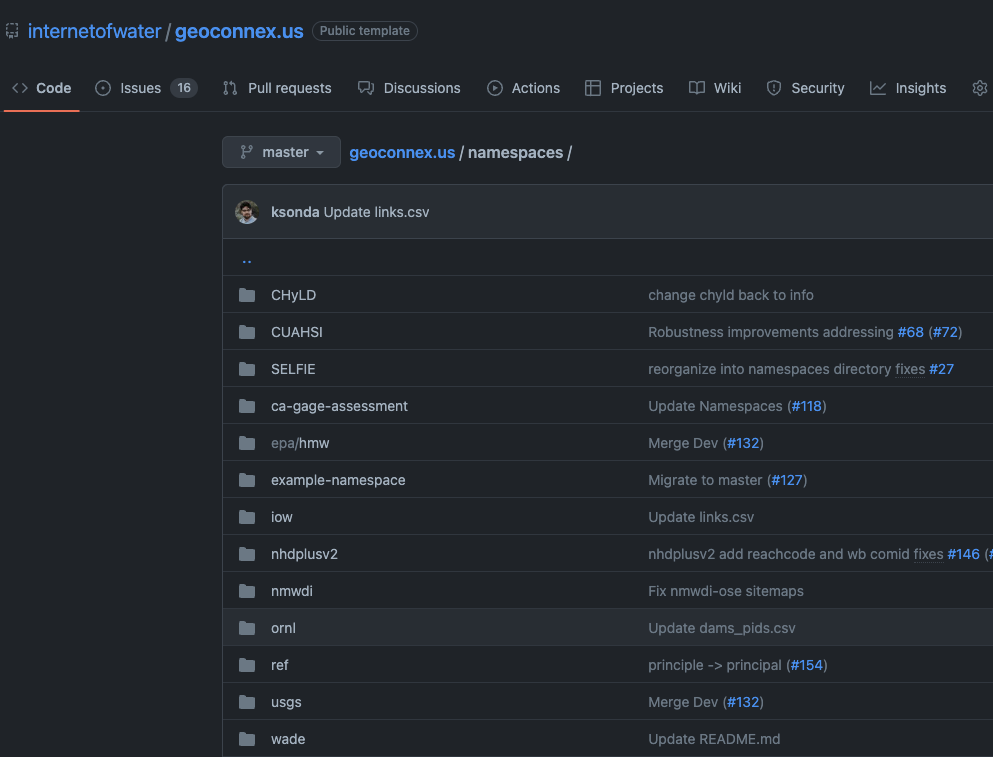 internetofwater / geoconnex.us Public template
Code Issues 16 Pull requests Discussions Actions Projects Wiki Security Insights
master geoconnex.us / namespaces /
ksonda Update links.csv
..
CHyLD change chyld back to info
CUAHSI Robustness improvements addressing #68 (#72)
SELFIE reorganize into namespaces directory fixes #27
ca-gage-assessment Update Namespaces (#118)
epa/hmw Merge Dev (#132)
example-namespace Migrate to master (#127)
iow Update links.csv
nhdplusv2 nhdplusv2 add reachcode and wb comid fixes #146 (#
nmwdi Fix nmwdi-ose sitemaps
ornl Update dams_pids.csv
ref principle -> principal (#154)
usgs Merge Dev (#132)
wade Update README.md